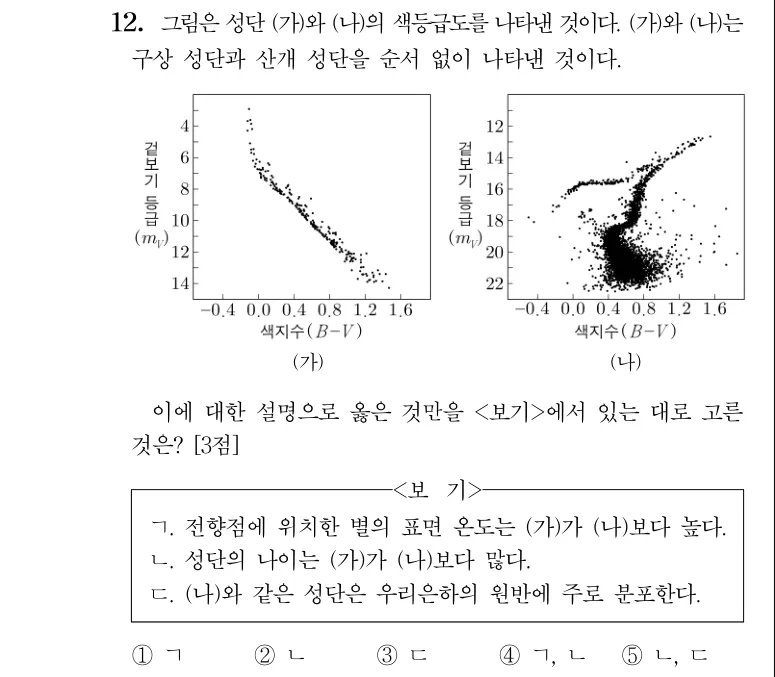 12. 그림은 성단 (가)와 (나)의 색등급도를 나타낸 것이다. (가)와 (나)는
구상 성단과 산개 성단을 순서 없이 나타낸 것이다.
겉보기 등급 (m_V)
4
6
8
10
12
14
−0.4 0.0 0.4 0.8 1.2 1.6
색지수(B−V)
(가)
겉보기 등급 (m_V)
12
14
16
18
20
22
−0.4 0.0 0.4 0.8 1.2 1.6
색지수(B−V)
(나)
이에 대한 설명으로 옳은 것만을 <보기>에서 있는 대로 고른
것은? [3점]
<보 기>
ㄱ. 전향점에 위치한 별의 표면 온도는 (가)가 (나)보다 높다.
ㄴ. 성단의 나이는 (가)가 (나)보다 많다.
ㄷ. (나)와 같은 성단은 우리은하의 원반에 주로 분포한다.
① ㄱ ② ㄴ ③ ㄷ ④ ㄱ, ㄴ ⑤ ㄴ, ㄷ